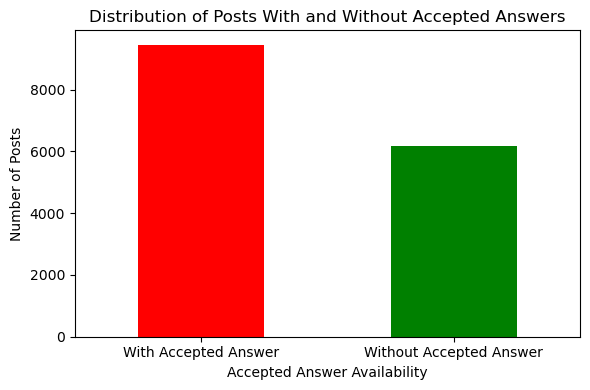 Distribution of Posts With and Without Accepted Answers
Number of Posts
8000
6000
4000
2000
0
With Accepted Answer
Without Accepted Answer
Accepted Answer Availability